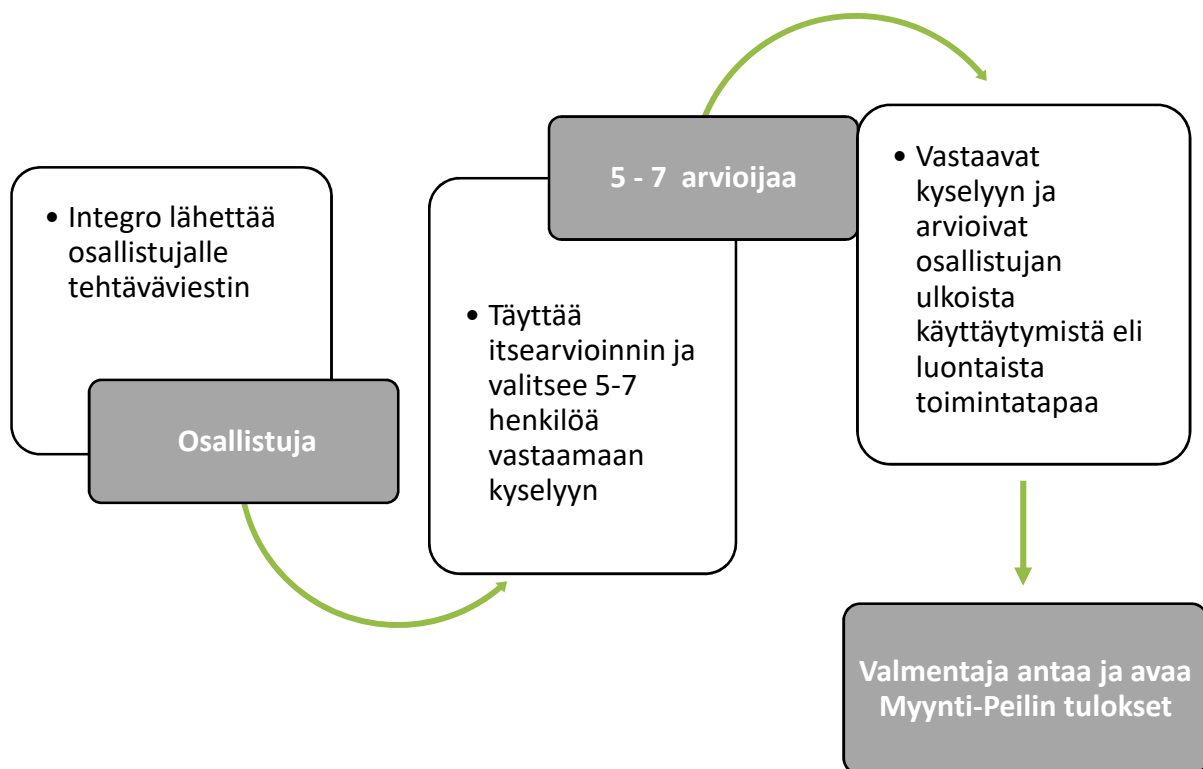 • Integro lähettää
osallistujalle
tehtäväviestin
Osallistuja
• Täyttää
itsearvioinnin ja
valitsee 5-7
henkilöä
vastaamaan
kyselyyn
5 - 7 arvioijaa
• Vastaavat
kyselyyn ja
arvioivat
osallistujan
ulkoista
käyttäytymistä eli
luontaista
toimintatapaa
Valmentaja antaa ja avaa
Myynti-Peilin tulokset